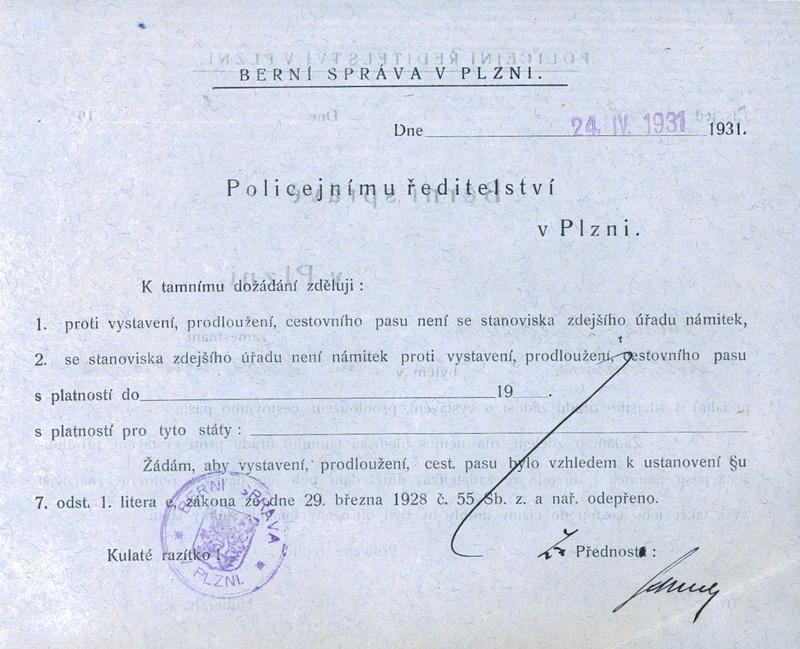 BERNÍ SPRÁVA V PLZNI.
Dne 24. IV. 1931 1931.
Policejnímu ředitelství
v Plzni.
K tamnímu dožádání zděluji :
1. proti vystavení, prodloužení, cestovního pasu není se stanoviska zdejšího úřadu námitek,
2. se stanoviska zdejšího úřadu není námitek proti vystavení, prodloužení, cestovního pasu
s platností do 19 .
s platností pro tyto státy :
Žádám, aby vystavení, prodloužení, cest. pasu bylo vzhledem k ustanovení §u
7. odst. 1. litera e, zákona ze dne 29. března 1928 č. 55 Sb. z. a nař. odepřeno.
Kulaté razítko !
Za Přednosta :
BERNÍ SPRÁVA
PLZNI.